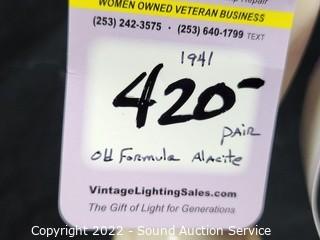 Repair
WOMEN OWNED VETERAN BUSINESS
(253) 242-3575 • (253) 640-1799 TEXT
1941
420-
PAIR
Old Formula Alacite
VintageLightingSales.com
The Gift of Light for Generations
Copyright 2022 - Sound Auction Service